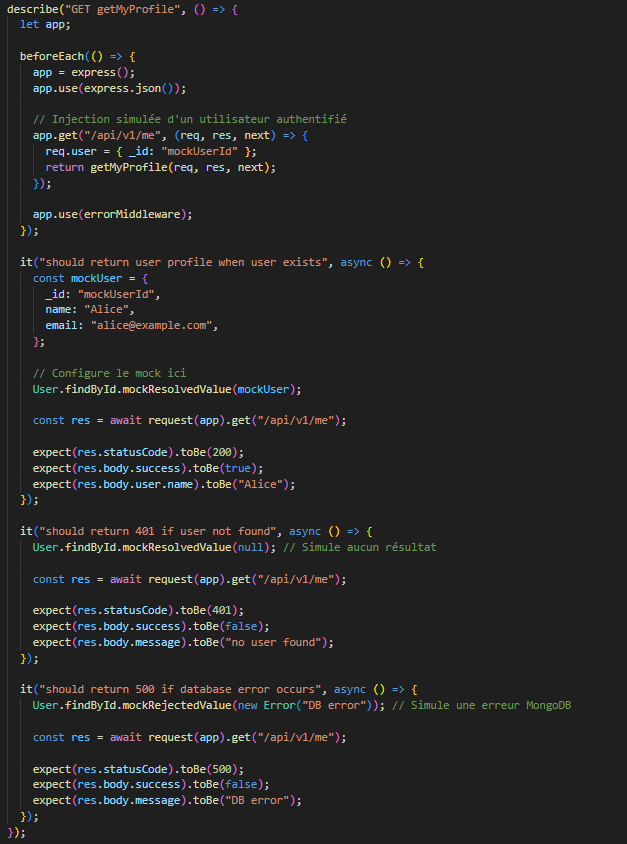 describe("GET getMyProfile", () => {
let app;
beforeEach(() => {
app = express();
app.use(express.json());
// Injection simulée d'un utilisateur authentifié
app.get("/api/v1/me", (req, res, next) => {
req.user = { _id: "mockUserId" };
return getMyProfile(req, res, next);
});
app.use(errorMiddleware);
});
it("should return user profile when user exists", async () => {
const mockUser = {
_id: "mockUserId",
name: "Alice",
email: "alice@example.com",
};
// Configure le mock ici
User.findById.mockResolvedValue(mockUser);
const res = await request(app).get("/api/v1/me");
expect(res.statusCode).toBe(200);
expect(res.body.success).toBe(true);
expect(res.body.user.name).toBe("Alice");
});
it("should return 401 if user not found", async () => {
User.findById.mockResolvedValue(null); // Simule aucun résultat
const res = await request(app).get("/api/v1/me");
expect(res.statusCode).toBe(401);
expect(res.body.success).toBe(false);
expect(res.body.message).toBe("no user found");
});
it("should return 500 if database error occurs", async () => {
User.findById.mockRejectedValue(new Error("DB error")); // Simule une erreur MongoDB
const res = await request(app).get("/api/v1/me");
expect(res.statusCode).toBe(500);
expect(res.body.success).toBe(false);
expect(res.body.message).toBe("DB error");
});
});